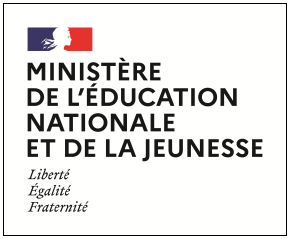 MINISTÈRE
DE L'ÉDUCATION
NATIONALE
ET DE LA JEUNESSE
Liberté
Égalité
Fraternité